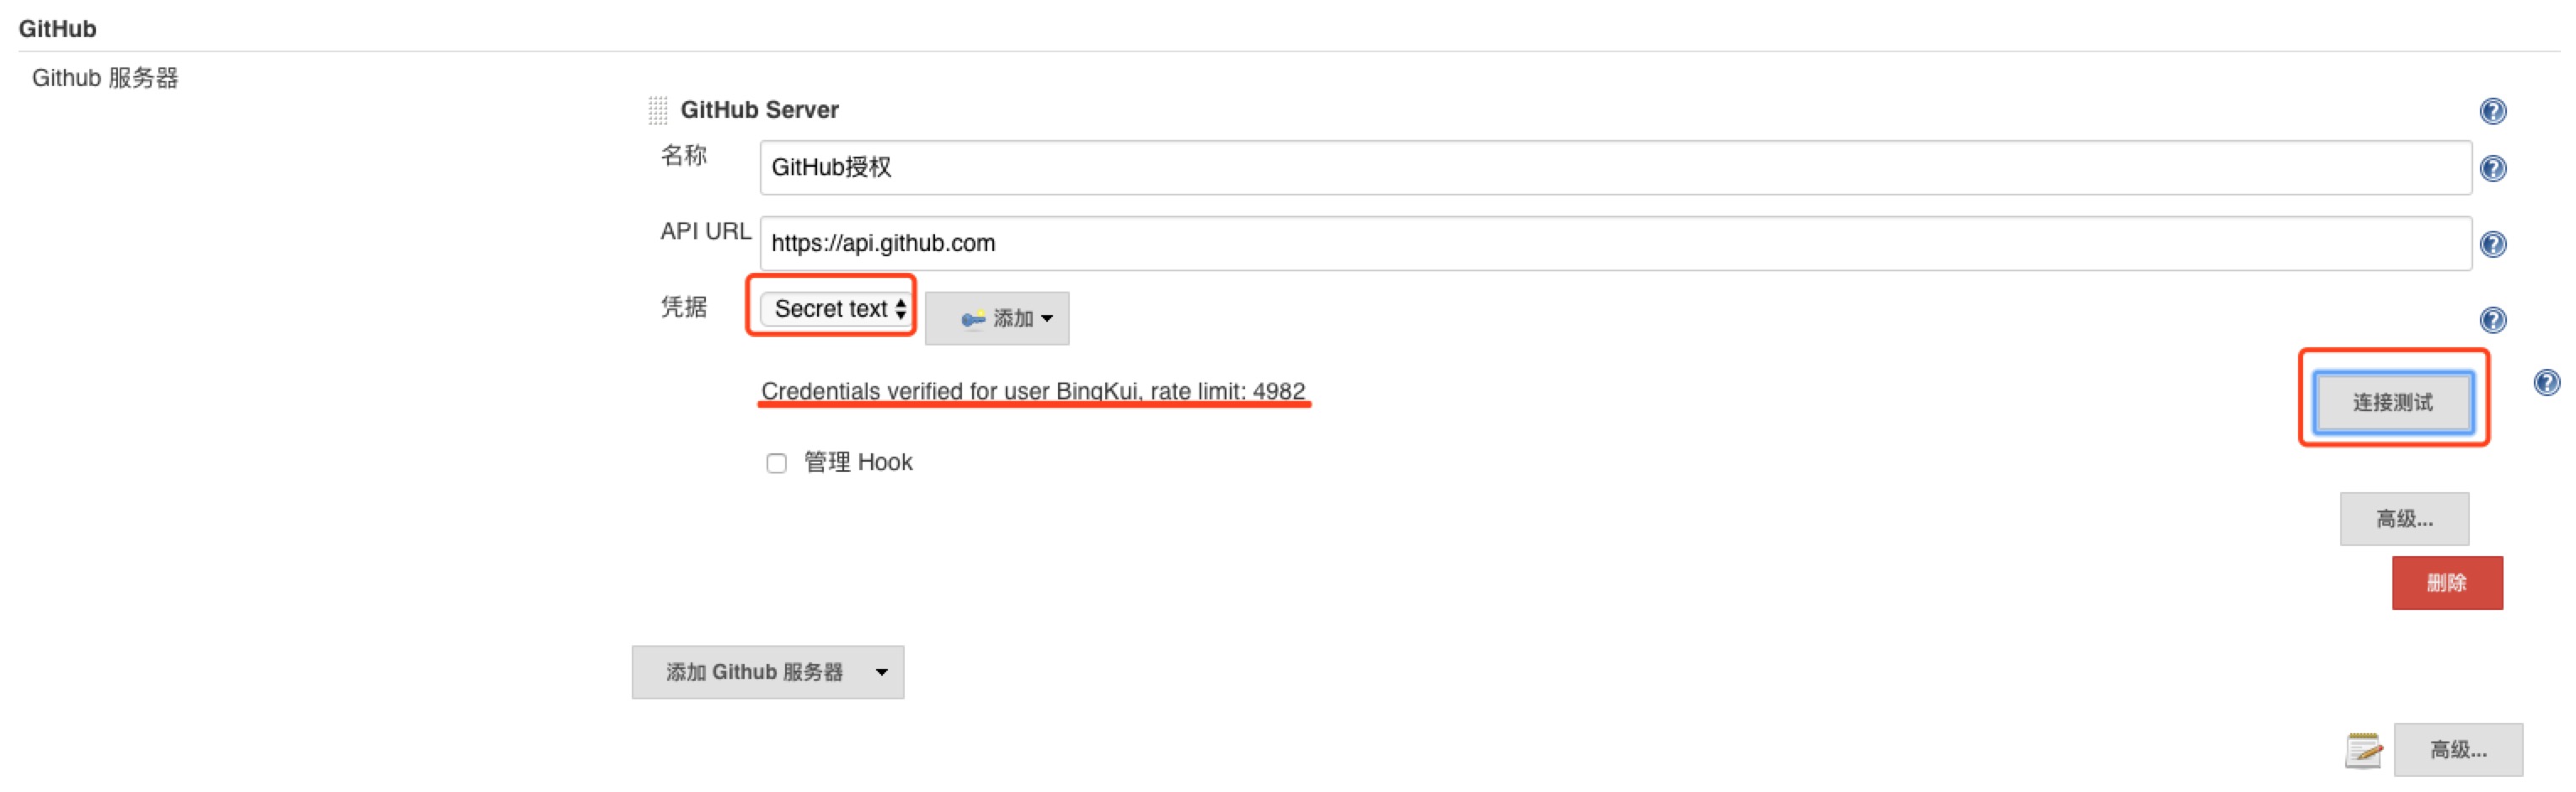 GitHub
Github 服务器
GitHub Server
名称 GitHub授权
API URL https://api.github.com
凭据 Secret text 添加
Credentials verified for user BingKui, rate limit: 4982
连接测试
管理 Hook
高级...
删除
添加 Github 服务器
高级...